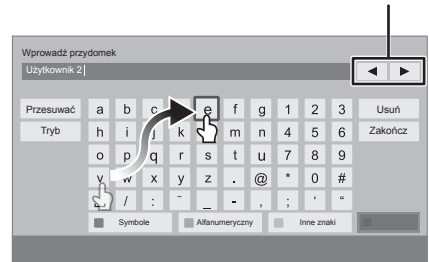 Wprowadź przydomek
Użytkownik 2
Przesuwać a b c e f g 1 2 3 Usuń
Tryb h i j k m n 4 5 6 Zakończ
o p q r s t u 7 8 9
v w x y z . @ * 0 #
/ : ¯ _ - , ; ‘ “
Symbole Alfanumeryczny Inne znaki